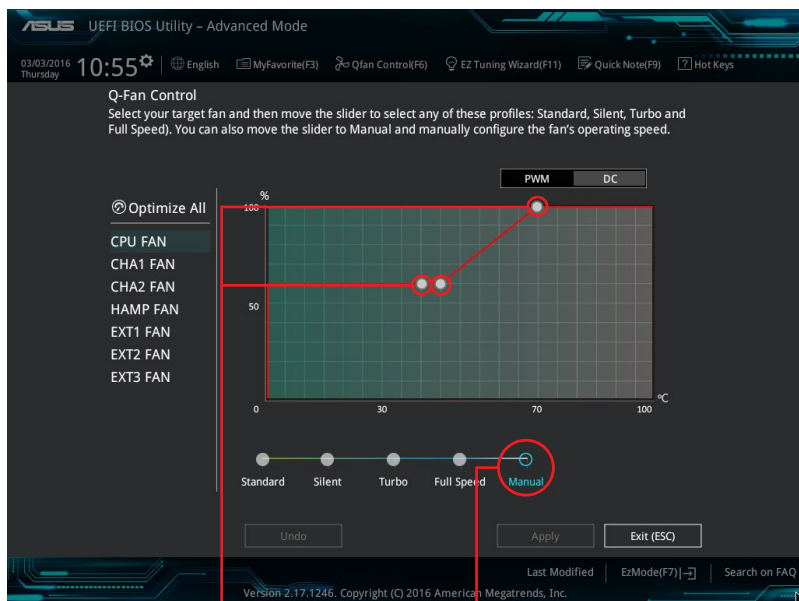 ASUS UEFI BIOS Utility – Advanced Mode
03/03/2016 Thursday 10:55 English MyFavorite(F3) Qfan Control(F6) EZ Tuning Wizard(F11) Quick Note(F9) ? Hot Keys
Q-Fan Control
Select your target fan and then move the slider to select any of these profiles: Standard, Silent, Turbo and
Full Speed). You can also move the slider to Manual and manually configure the fan's operating speed.
PWM DC
%
Optimize All
100
CPU FAN
CHA1 FAN
CHA2 FAN
HAMP FAN
50
EXT1 FAN
EXT2 FAN
EXT3 FAN
ºC
0 30 70 100
Standard Silent Turbo Full Speed Manual
Undo Apply Exit (ESC)
Last Modified EzMode(F7) Search on FAQ
Version 2.17.1246. Copyright (C) 2016 American Megatrends, Inc.